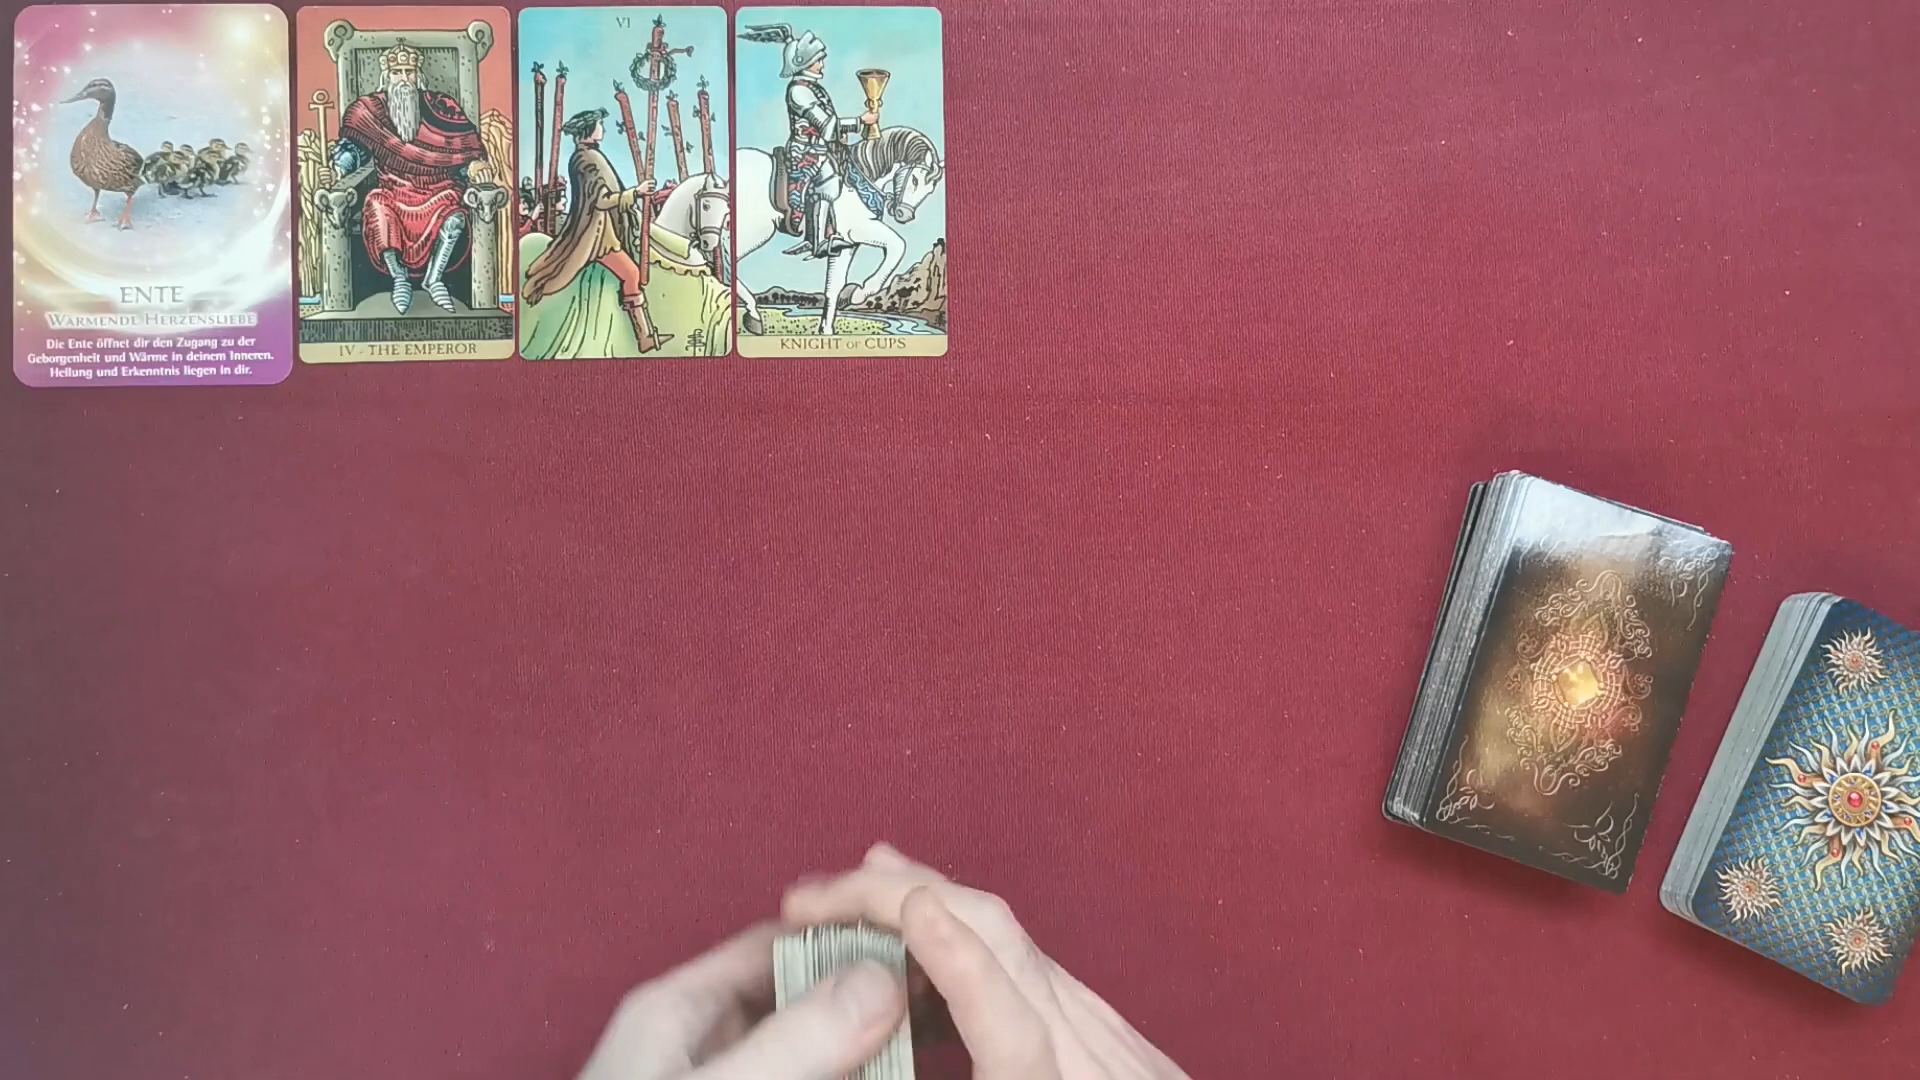 ENTE
WÄRMENDE HERZENSLIEBE
Die Ente öffnet dir den Zugang zu der
Geborgenheit und Wärme in deinem Inneren.
Heilung und Erkenntnis liegen in dir.
IV - THE EMPEROR
VI
KNIGHT OF CUPS